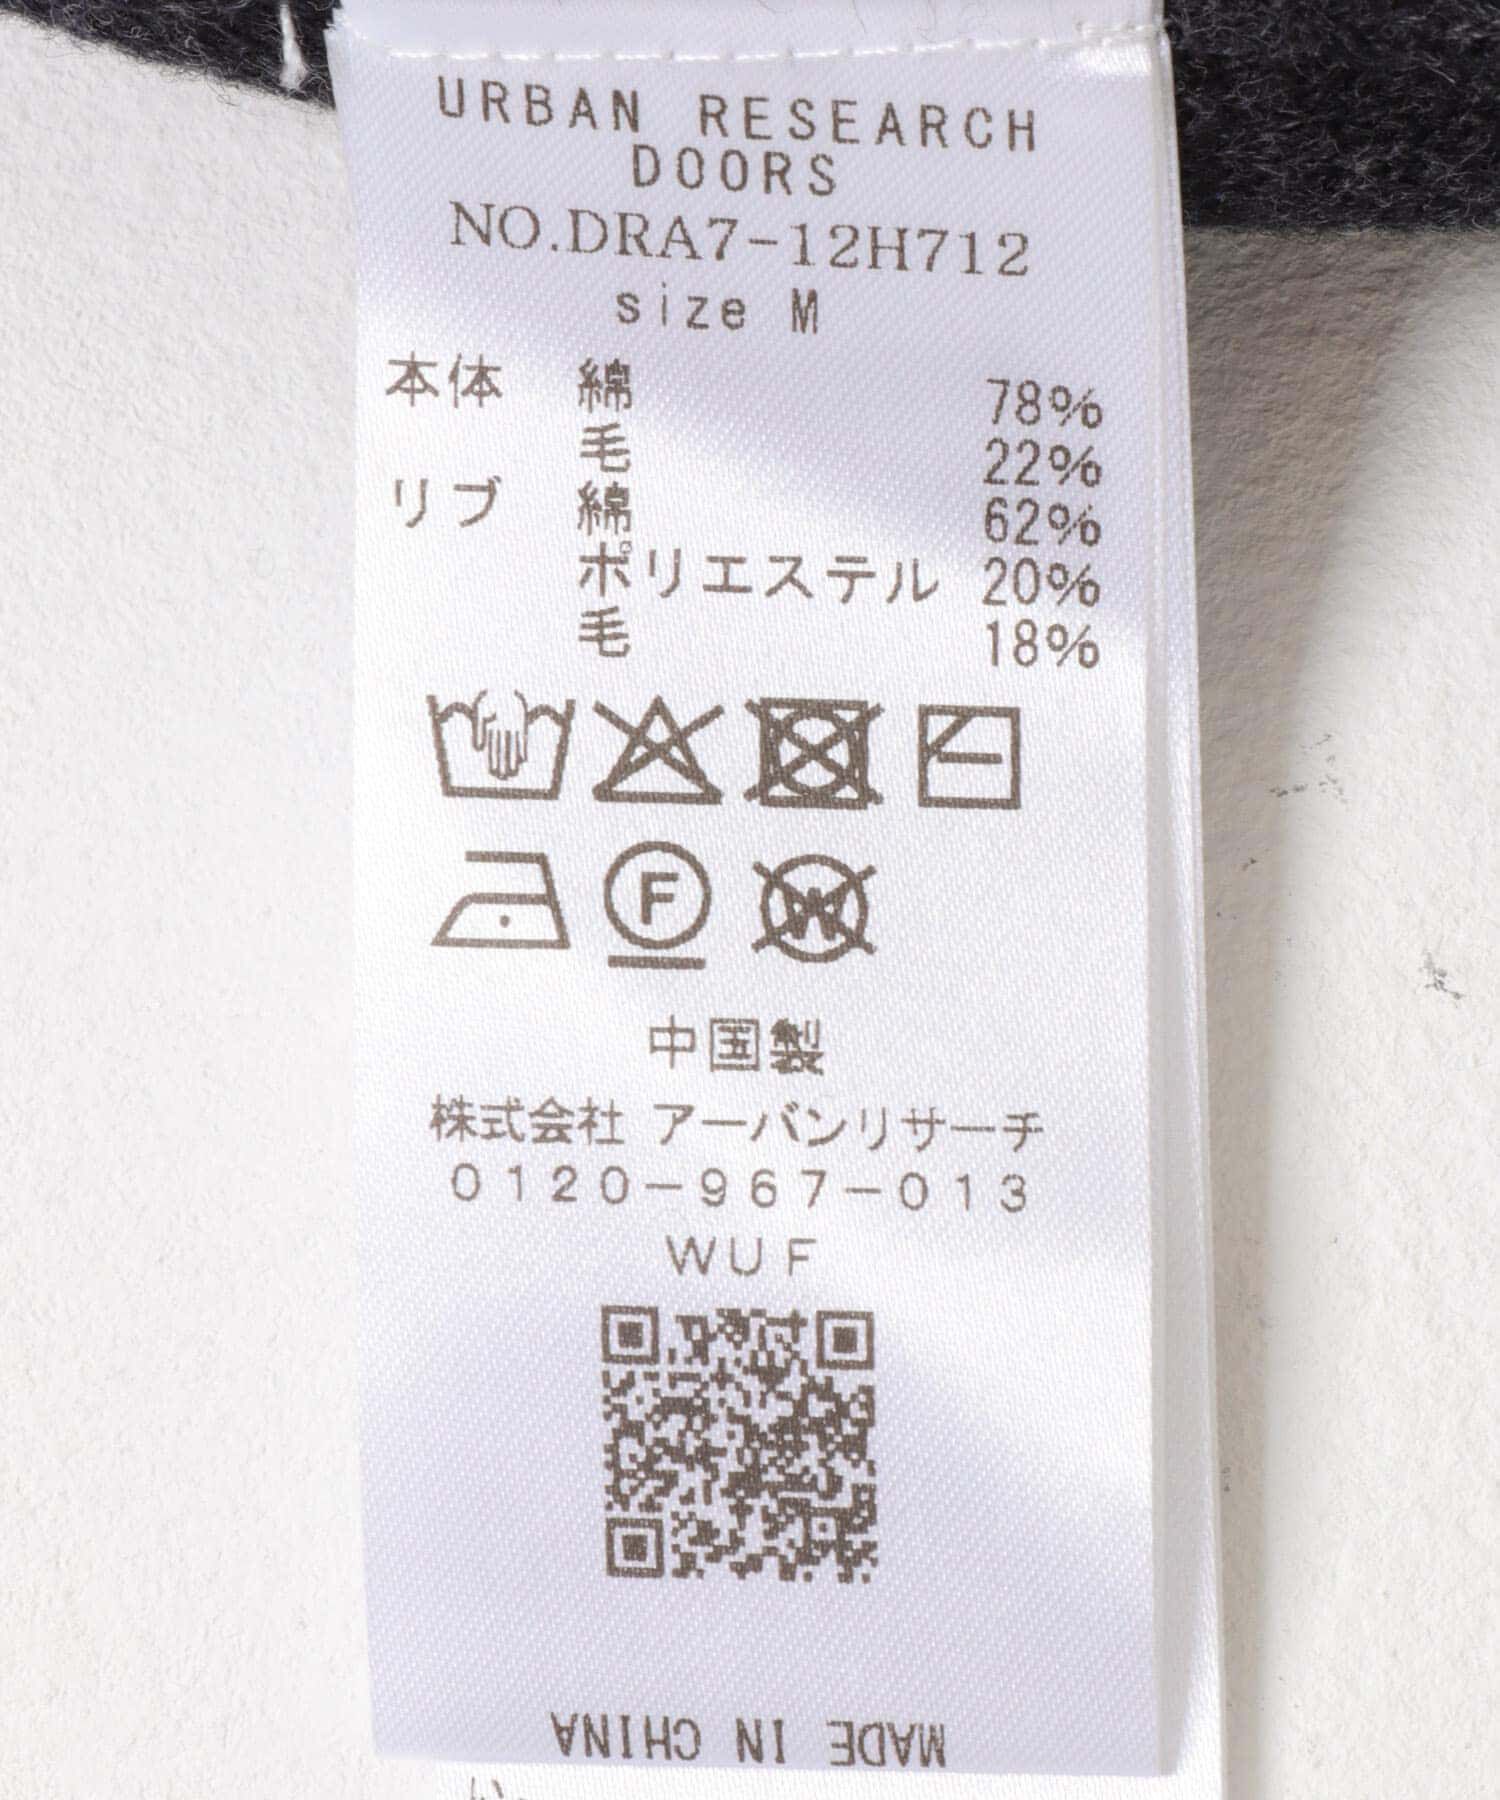 URBAN RESEARCH
DOORS
NO.DRA7-12H712
size M
本体 綿 78%
毛 22%
リブ 綿 62%
ポリエステル 20%
毛 18%
F
W
中国製
株式会社 アーバンリサーチ
0120-967-013
WUF
MADE IN CHINA